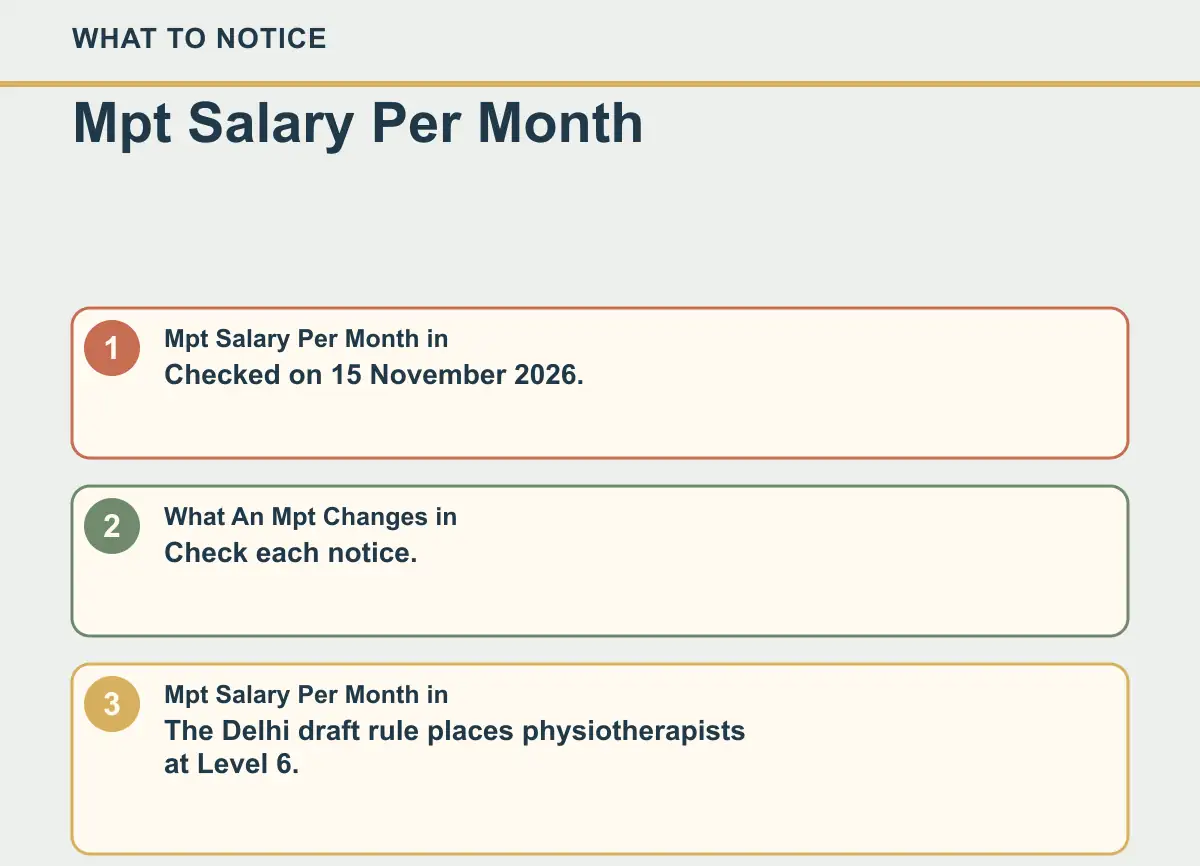 WHAT TO NOTICE
Mpt Salary Per Month
1
Mpt Salary Per Month in
Checked on 15 November 2026.
2
What An Mpt Changes in
Check each notice.
3
Mpt Salary Per Month in
The Delhi draft rule places physiotherapists
at Level 6.